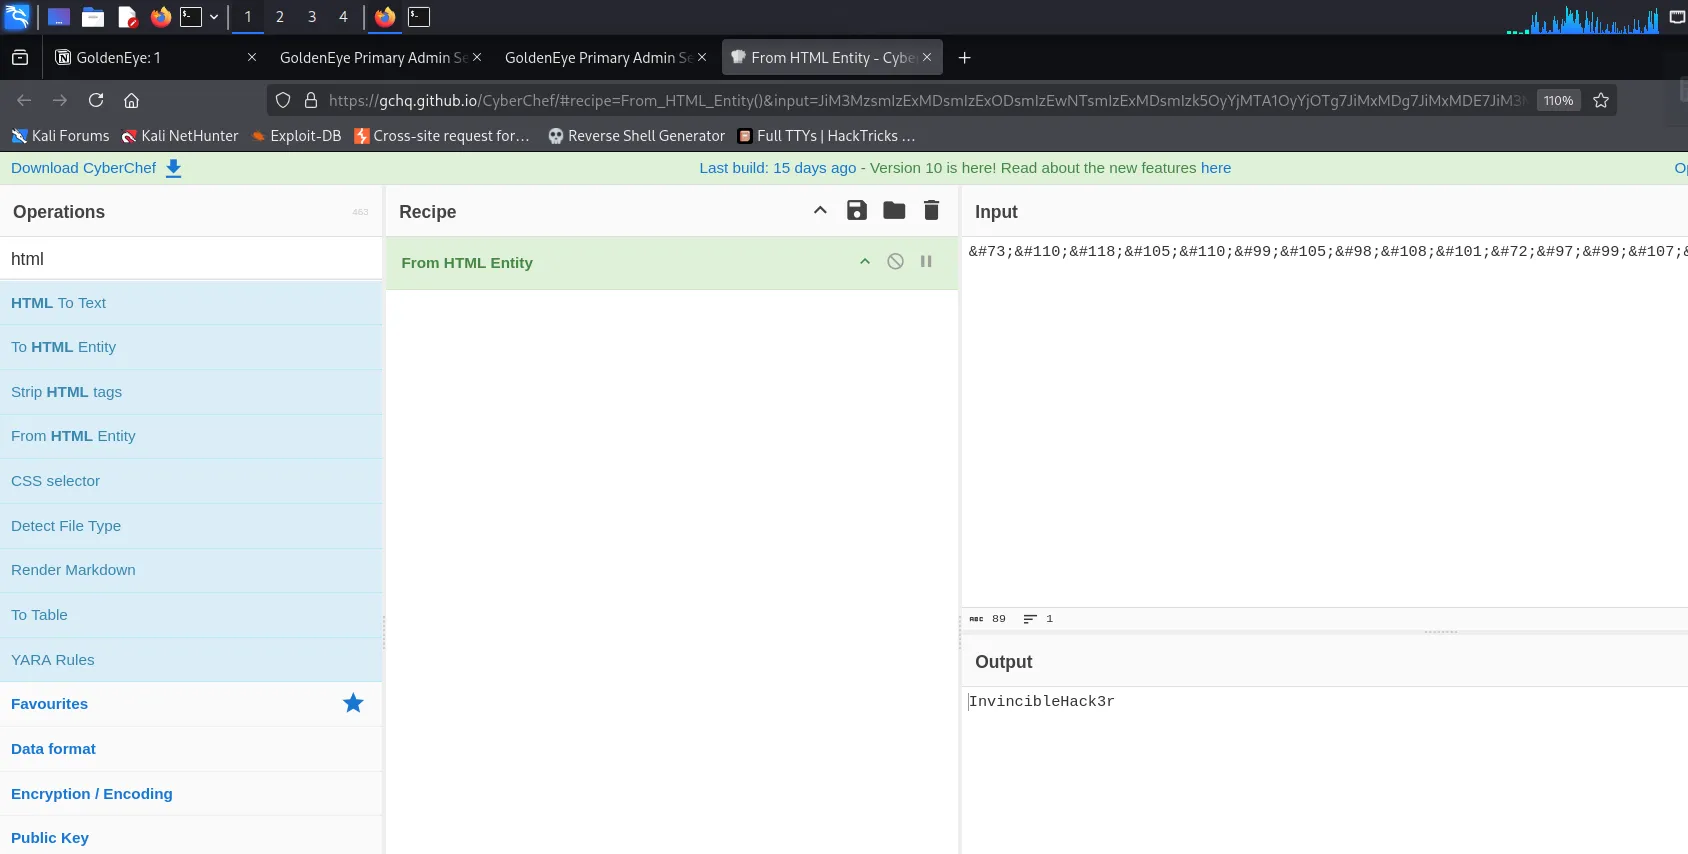 1 2 3 4
GoldenEye: 1 GoldenEye Primary Admin Se GoldenEye Primary Admin Se From HTML Entity - Cybe
https://gchq.github.io/CyberChef/#recipe=From_HTML_Entity()&input= 110%
Kali Forums Kali NetHunter Exploit-DB Cross-site request for… Reverse Shell Generator Full TTYs | HackTricks …
Download CyberChef Last build: 15 days ago - Version 10 is here! Read about the new features here Op
Operations 463 Recipe Input
html
From HTML Entity
&#73;&#110;&#118;&#105;&#110;&#99;&#105;&#98;&#108;&#101;&#72;&#97;&#99;&#107;&
HTML To Text
To HTML Entity
Strip HTML tags
From HTML Entity
CSS selector
Detect File Type
Render Markdown
To Table
ABC 89 1
YARA Rules
Output
Favourites
InvincibleHack3r
Data format
Encryption / Encoding
Public Key